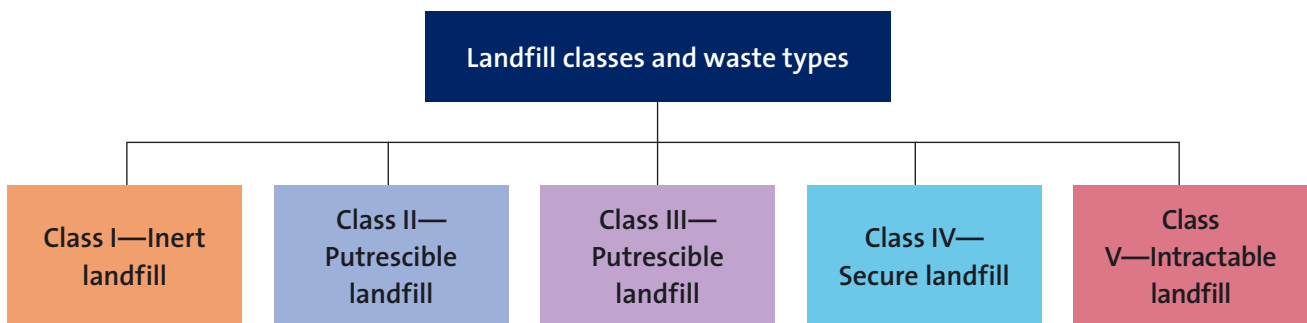 Landfill classes and waste types
Class I—Inert
landfill
Class II—
Putrescible
landfill
Class III—
Putrescible
landfill
Class IV—
Secure landfill
Class
V—Intractable
landfill